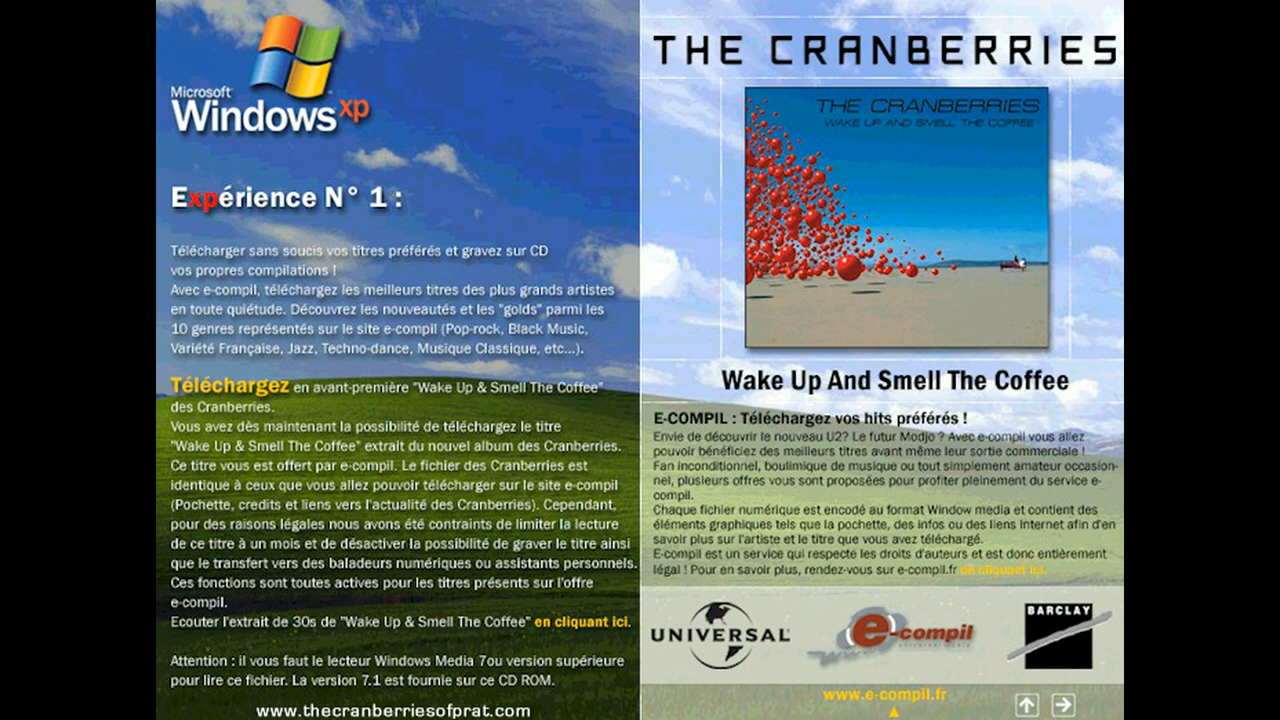 Microsoft
Windows xp
Expérience N° 1 :
Télécharger sans soucis vos titres préférés et gravez sur CD
vos propres compilations !
Avec e-compil, téléchargez les meilleurs titres des plus grands artistes
en toute quiétude. Découvrez les nouveautés et les "golds" parmi les
10 genres représentés sur le site e-compil (Pop-rock, Black Music,
Variété Française, Jazz, Techno-dance, Musique Classique, etc...).
Téléchargez en avant-première "Wake Up & Smell The Coffee"
des Cranberries.
Vous avez dès maintenant la possibilité de téléchargez le titre
"Wake Up & Smell The Coffee" extrait du nouvel album des Cranberries.
Ce titre vous est offert par e-compil. Le fichier des Cranberries est
identique à ceux que vous allez pouvoir télécharger sur le site e-compil
(Pochette, credits et liens vers l'actualité des Cranberries). Cependant,
pour des raisons légales nous avons été contraints de limiter la lecture
de ce titre à un mois et de désactiver la possibilité de graver le titre ainsi
que le transfert vers des baladeurs numériques ou assistants personnels.
Ces fonctions sont toutes actives pour les titres présents sur l'offre
e-compil.
Ecouter l'extrait de 30s de "Wake Up & Smell The Coffee" en cliquant ici.
Attention : il vous faut le lecteur Windows Media 7ou version supérieure
pour lire ce fichier. La version 7.1 est fournie sur ce CD ROM.
www.thecranberriesofprat.com
THE CRANBERRIES
THE CRANBERRIES
WAKE UP AND SMELL THE COFFEE
Wake Up And Smell The Coffee
E-COMPIL : Téléchargez vos hits préférés !
Envie de découvrir le nouveau U2? Le futur Modjo ? Avec e-compil vous allez
pouvoir bénéficiez des meilleurs titres avant même leur sortie commerciale !
Fan inconditionnel, boulimique de musique ou tout simplement amateur occasion-
nel, plusieurs offres vous sont proposées pour profiter pleinement du service e-
compil.
Chaque fichier numérique est encodé au format Window media et contient des
éléments graphiques tels que la pochette, des infos ou des liens Internet afin d'en
savoir plus sur l'artiste et le titre que vous avez téléchargé.
E-compil est un service qui respecte les droits d'auteurs et est donc entièrement
légal ! Pour en savoir plus, rendez-vous sur e-compil.fr en cliquant ici.
UNIVERSAL
e-compil
BARCLAY
www.e-compil.fr